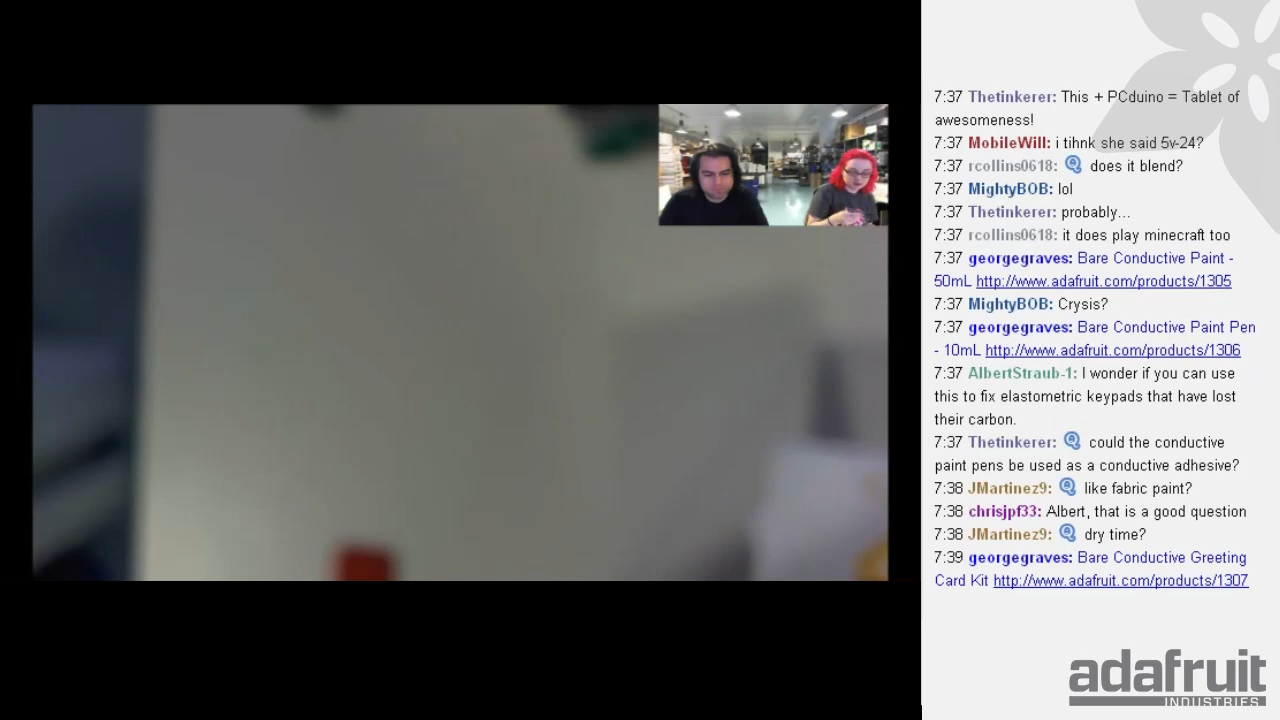 7:37 Thetinkerer: This + PCduino = Tablet of
awesomeness!
7:37 MobileWill: i tihnk she said 5v-24?
7:37 rcollins0618: does it blend?
7:37 MightyBOB: lol
7:37 Thetinkerer: probably...
7:37 rcollins0618: it does play minecraft too
7:37 georgegraves: Bare Conductive Paint -
50mL http://www.adafruit.com/products/1305
7:37 MightyBOB: Crysis?
7:37 georgegraves: Bare Conductive Paint Pen
- 10mL http://www.adafruit.com/products/1306
7:37 AlbertStraub-1: I wonder if you can use
this to fix elastometric keypads that have lost
their carbon.
7:37 Thetinkerer: could the conductive
paint pens be used as a conductive adhesive?
7:38 JMartinez9: like fabric paint?
7:38 chrisjpf33: Albert, that is a good question
7:38 JMartinez9: dry time?
7:39 georgegraves: Bare Conductive Greeting
Card Kit http://www.adafruit.com/products/1307
adafruit
INDUSTRIES